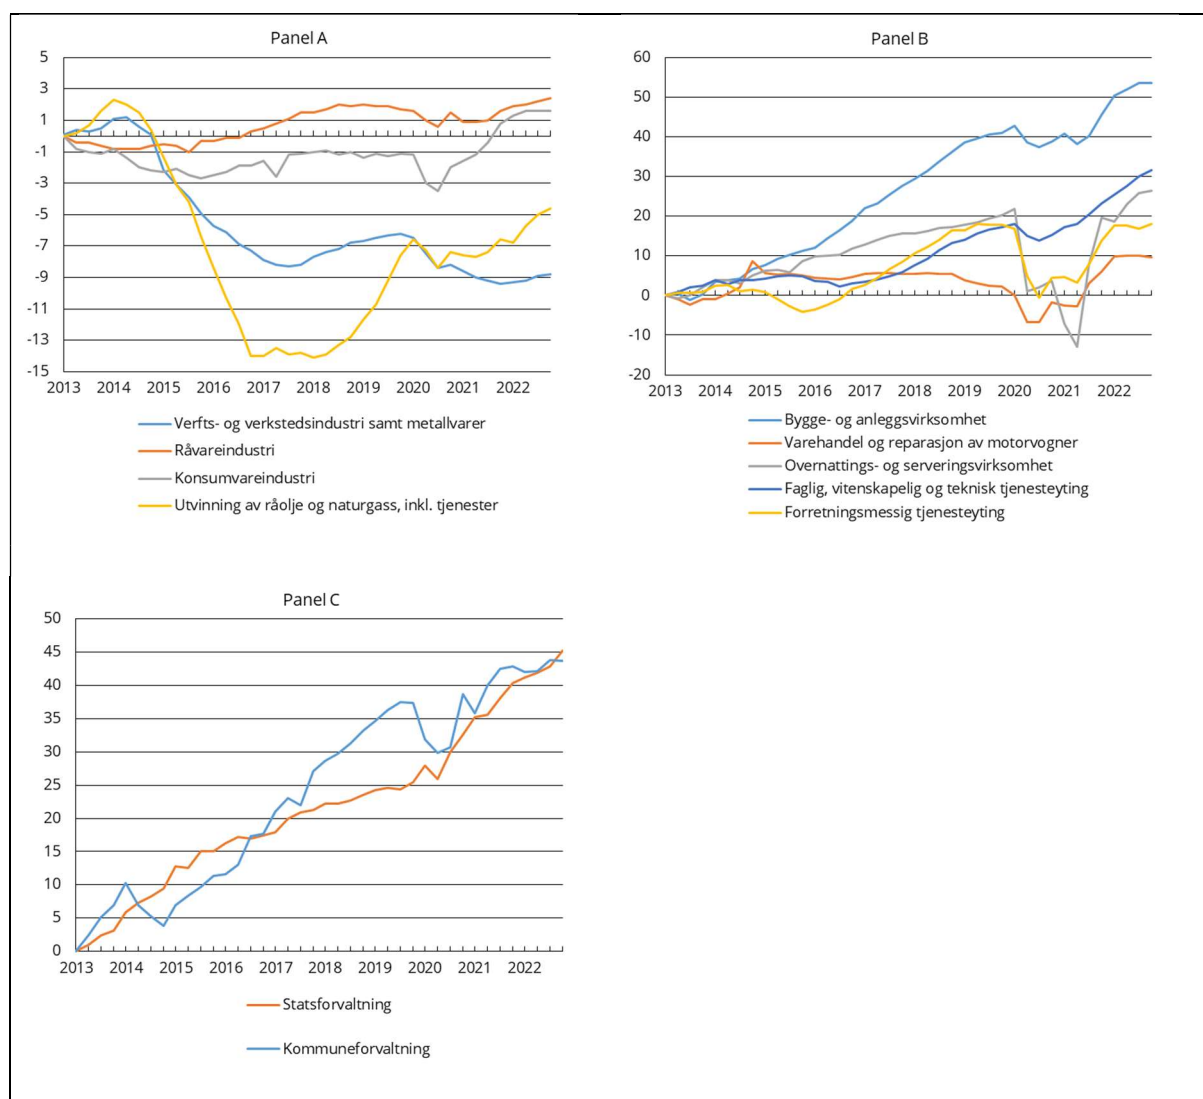 Panel A
5
3
1
-1
-3
-5
-7
-9
-11
-13
-15
2013 2014 2015 2016 2017 2018 2019 2020 2021 2022
Verfts- og verkstedsindustri samt metallvarer
Råvareindustri
Konsumvareindustri
Utvinning av råolje og naturgass, inkl. tjenester
Panel B
60
50
40
30
20
10
0
-10
-20
2013 2014 2015 2016 2017 2018 2019 2020 2021 2022
Bygge- og anleggsvirksomhet
Varehandel og reparasjon av motorvogner
Overnattings- og serveringsvirksomhet
Faglig, vitenskapelig og teknisk tjenesteyting
Forretningsmessig tjenesteyting
Panel C
50
45
40
35
30
25
20
15
10
5
0
2013 2014 2015 2016 2017 2018 2019 2020 2021 2022
Statsforvaltning
Kommuneforvaltning